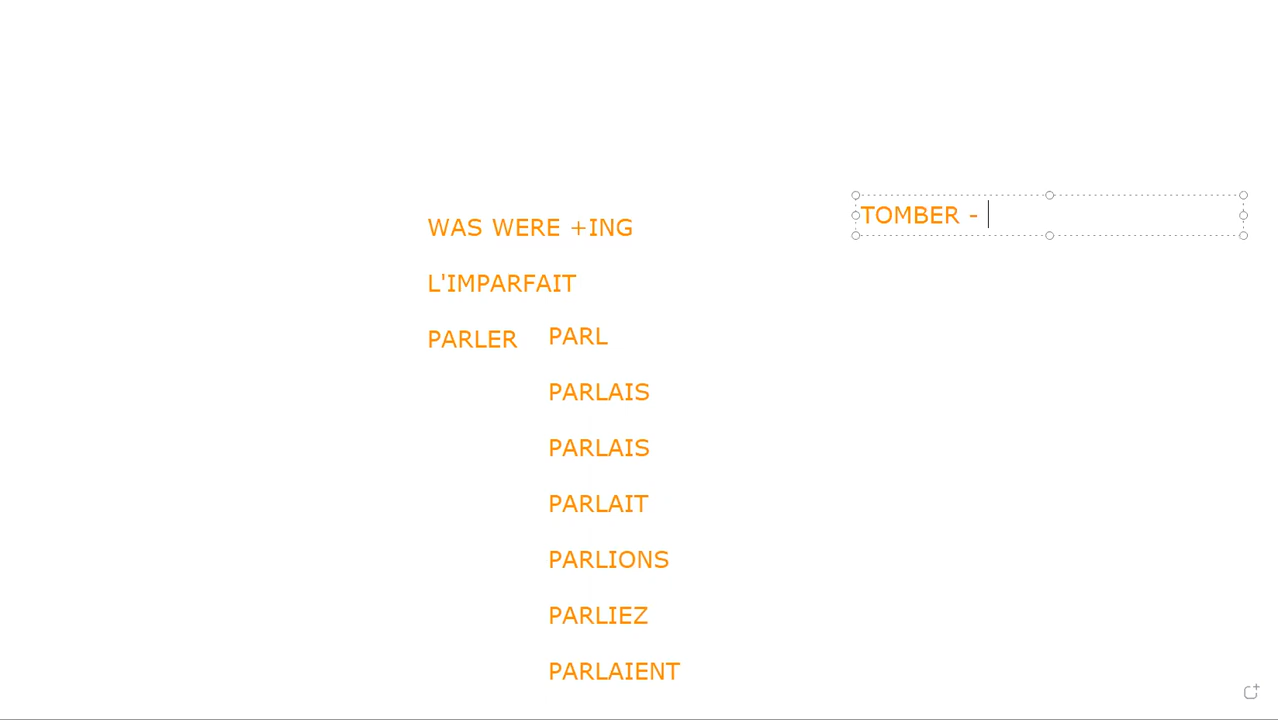 WAS WERE +ING
L'IMPARFAIT
PARLER
PARL
PARLAIS
PARLAIS
PARLAIT
PARLIONS
PARLIEZ
PARLAIENT
TOMBER -